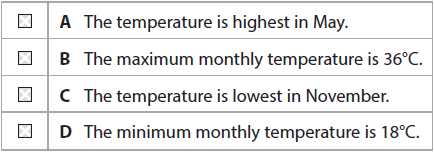 A The temperature is highest in May.
B The maximum monthly temperature is 36°C.
C The temperature is lowest in November.
D The minimum monthly temperature is 18°C.